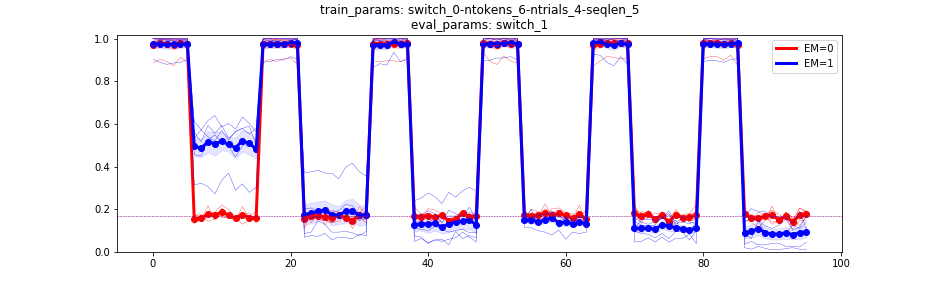 train_params: switch_0-ntokens_6-ntrials_4-seqlen_5
eval_params: switch_1
1.0
0.8
0.6
0.4
0.2
0.0
0 20 40 60 80 100
EM=0
EM=1